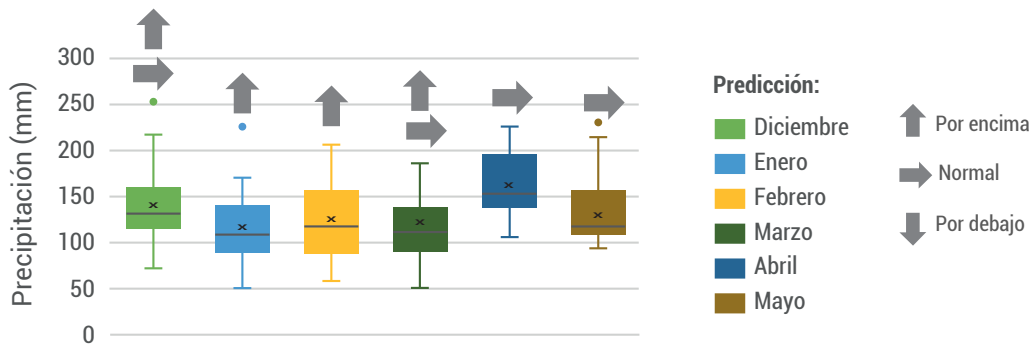 Precipitación (mm)
300
250
200
150
100
50
0
Predicción:
Diciembre
Enero
Febrero
Marzo
Abril
Mayo
Por encima
Normal
Por debajo